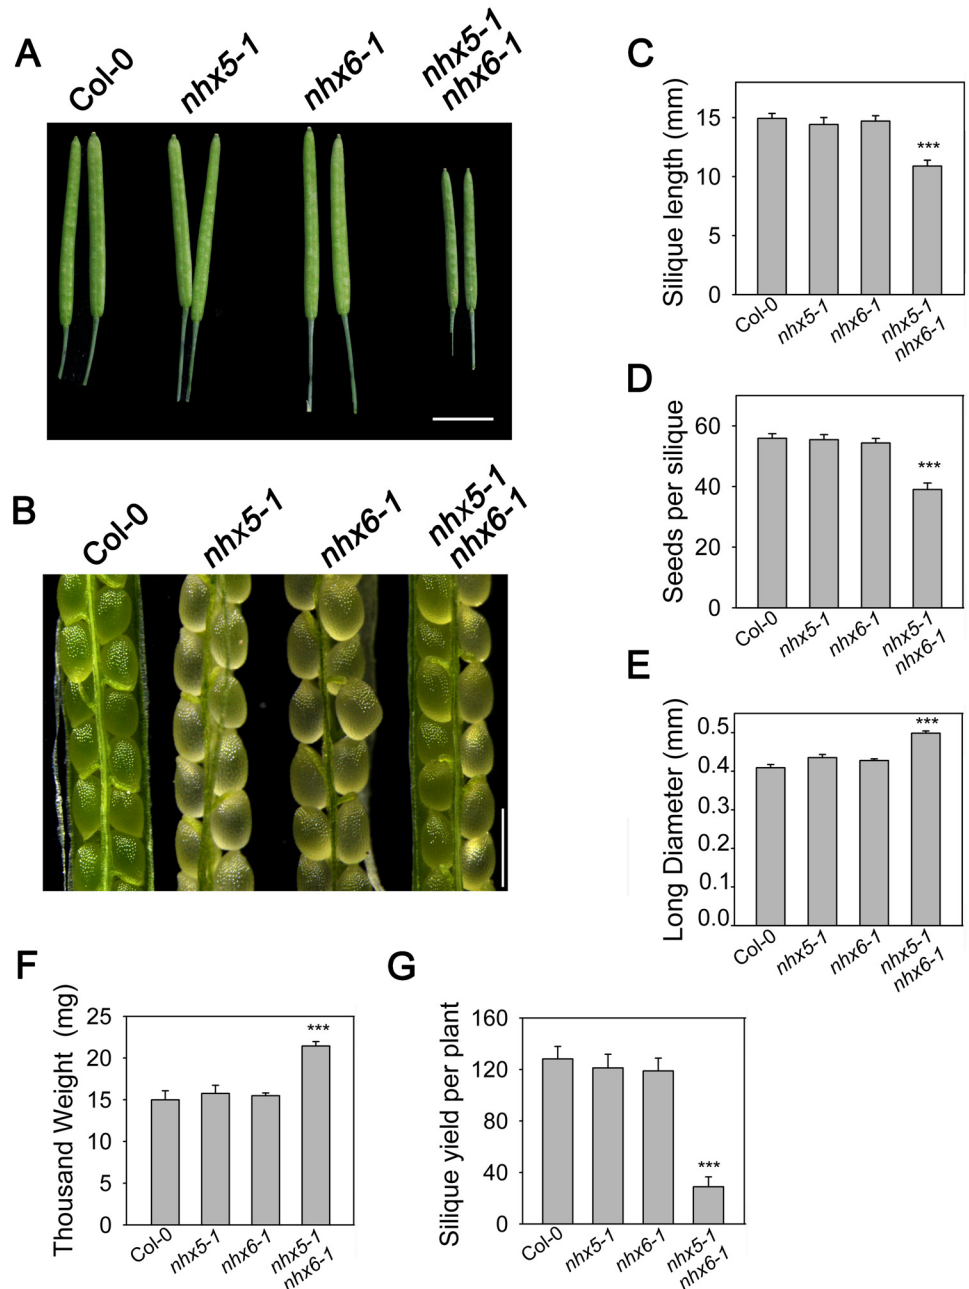 A
Col-0
nhx5-1
nhx6-1
nhx5-1
nhx6-1
B
Col-0
nhx5-1
nhx6-1
nhx5-1
nhx6-1
C
Silique length (mm)
15
10
5
0
***
Col-0
nhx5-1
nhx6-1
nhx5-1
nhx6-1
D
Seeds per silique
60
40
20
0
***
Col-0
nhx5-1
nhx6-1
nhx5-1
nhx6-1
E
Long Diameter (mm)
0.5
0.4
0.3
0.2
0.1
0.0
***
Col-0
nhx5-1
nhx6-1
nhx5-1
nhx6-1
F
Thousand Weight (mg)
25
20
15
10
5
0
***
Col-0
nhx5-1
nhx6-1
nhx5-1
nhx6-1
G
Silique yield per plant
160
120
80
40
0
***
Col-0
nhx5-1
nhx6-1
nhx5-1
nhx6-1